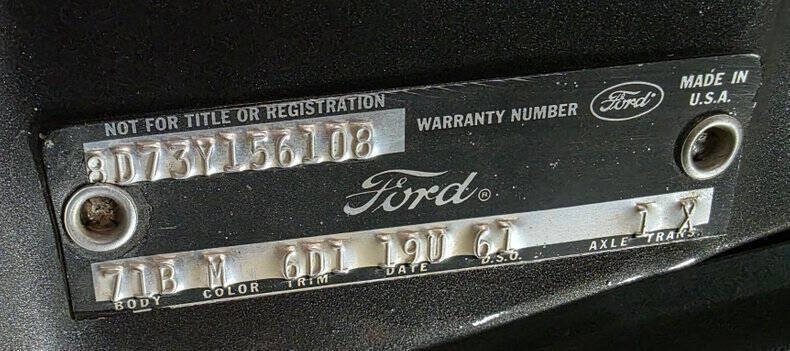 NOT FOR TITLE OR REGISTRATION WARRANTY NUMBER Ford MADE IN U.S.A.
8D73Y156108
Ford ®
71B M 6D1 19U 61 1 X
BODY COLOR TRIM DATE D.S.O. AXLE TRANS.